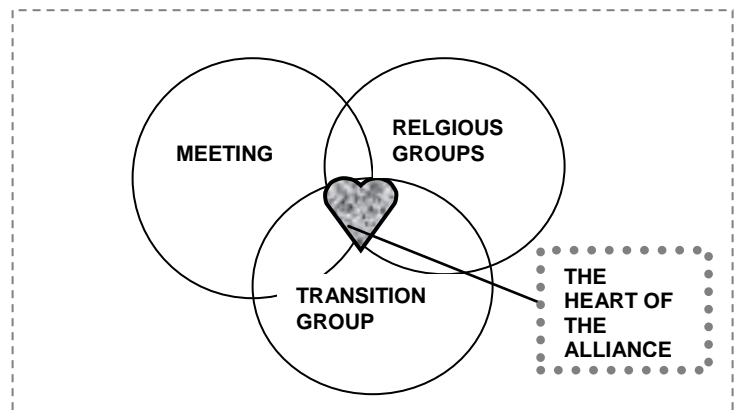 MEETING
RELGIOUS
GROUPS
TRANSITION
GROUP
THE
HEART OF
THE
ALLIANCE